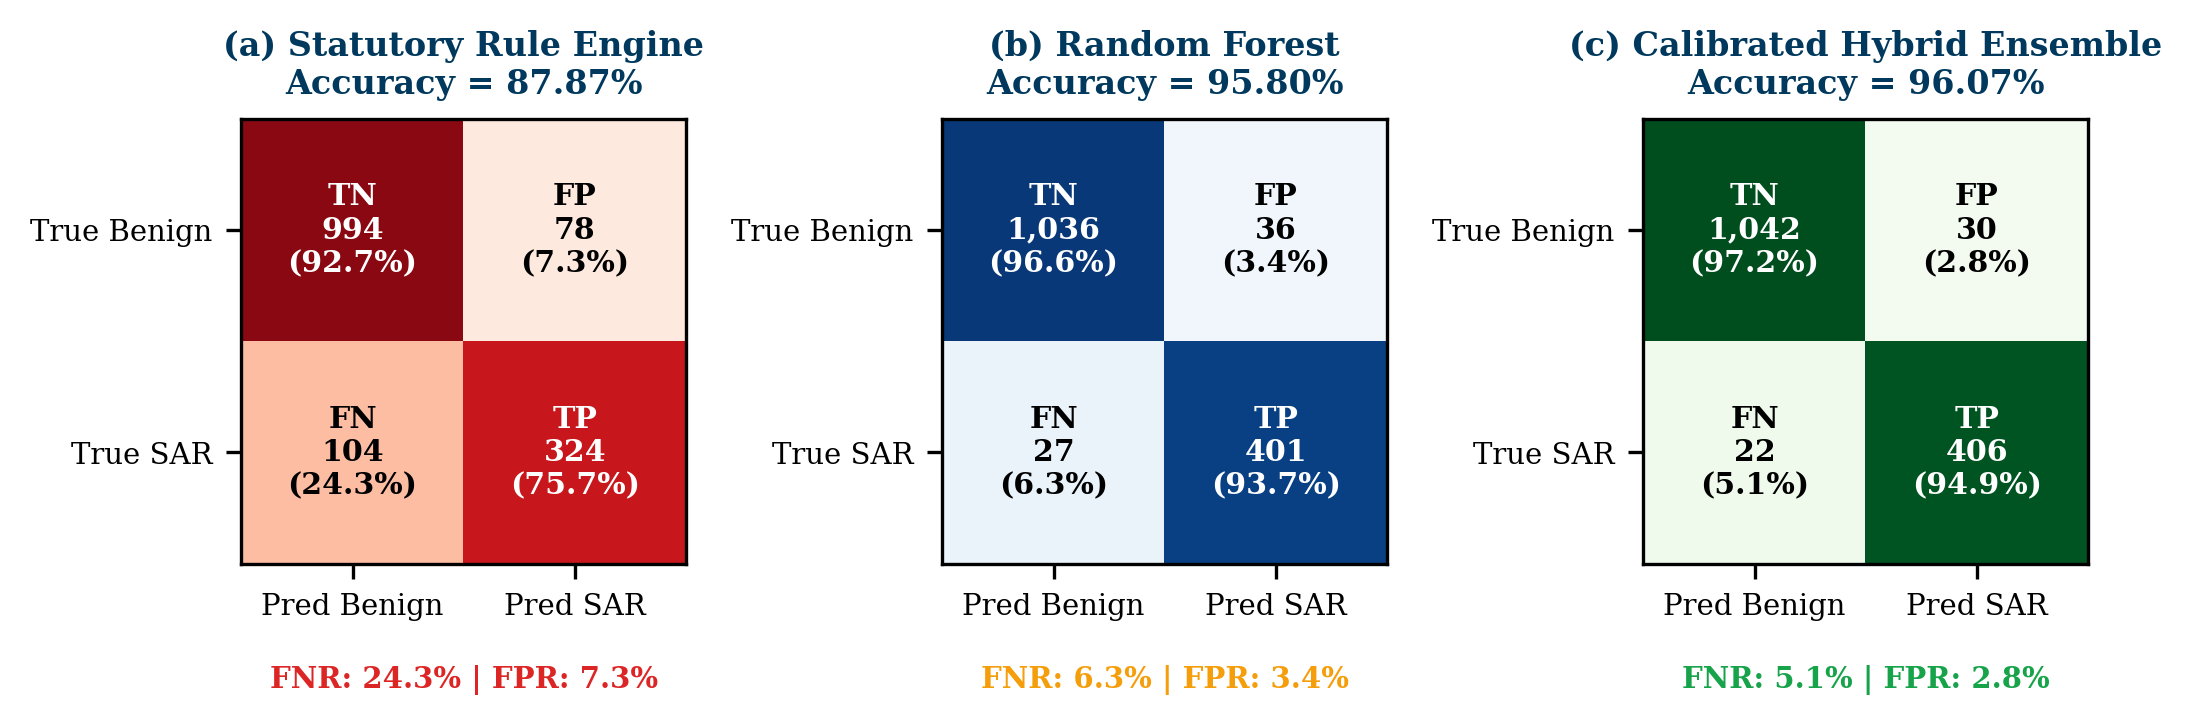 (a) Statutory Rule Engine
Accuracy = 87.87%
TN
994
(92.7%)
FP
78
(7.3%)
True Benign
FN
104
(24.3%)
TP
324
(75.7%)
True SAR
Pred Benign
Pred SAR
FNR: 24.3% | FPR: 7.3%
(b) Random Forest
Accuracy = 95.80%
TN
1,036
(96.6%)
FP
36
(3.4%)
True Benign
FN
27
(6.3%)
TP
401
(93.7%)
True SAR
Pred Benign
Pred SAR
FNR: 6.3% | FPR: 3.4%
(c) Calibrated Hybrid Ensemble
Accuracy = 96.07%
TN
1,042
(97.2%)
FP
30
(2.8%)
True Benign
FN
22
(5.1%)
TP
406
(94.9%)
True SAR
Pred Benign
Pred SAR
FNR: 5.1% | FPR: 2.8%